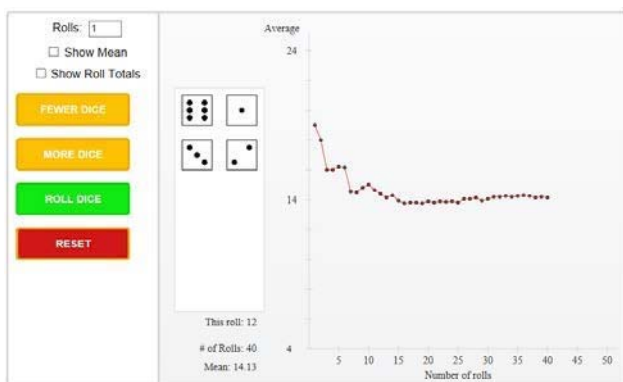 Rolls: 1
Show Mean
Show Roll Totals
FEWER DICE
MORE DICE
ROLL DICE
RESET
This roll: 12
# of Rolls: 40
Mean: 14.13
Average
24
14
4
5 10 15 20 25 30 35 40 45 50
Number of rolls